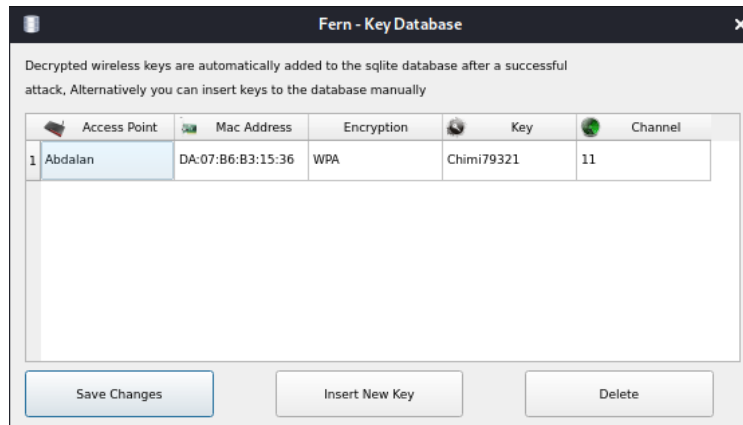 Fern - Key Database
Decrypted wireless keys are automatically added to the sqlite database after a successful
attack, Alternatively you can insert keys to the database manually
Access Point Mac Address Encryption Key Channel
1 Abdalan DA:07:B6:B3:15:36 WPA Chimi79321 11
Save Changes Insert New Key Delete